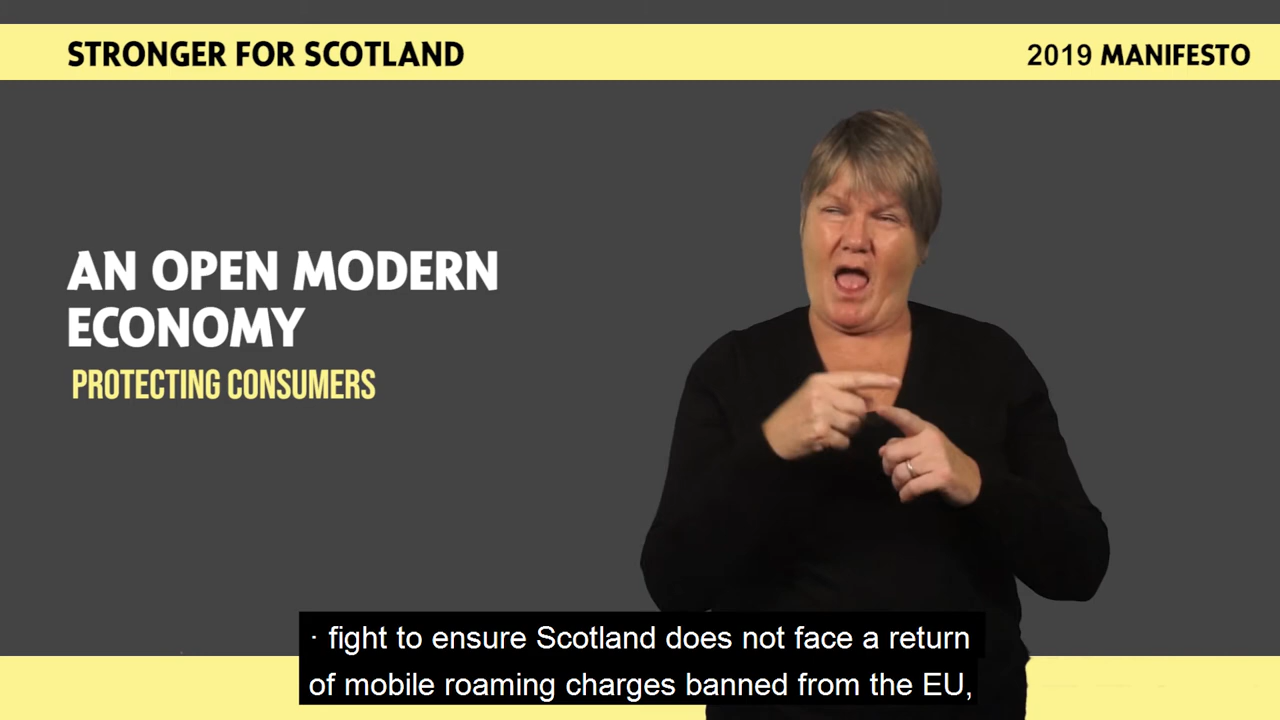 STRONGER FOR SCOTLAND
2019 MANIFESTO
AN OPEN MODERN
ECONOMY
PROTECTING CONSUMERS
· fight to ensure Scotland does not face a return
of mobile roaming charges banned from the EU,